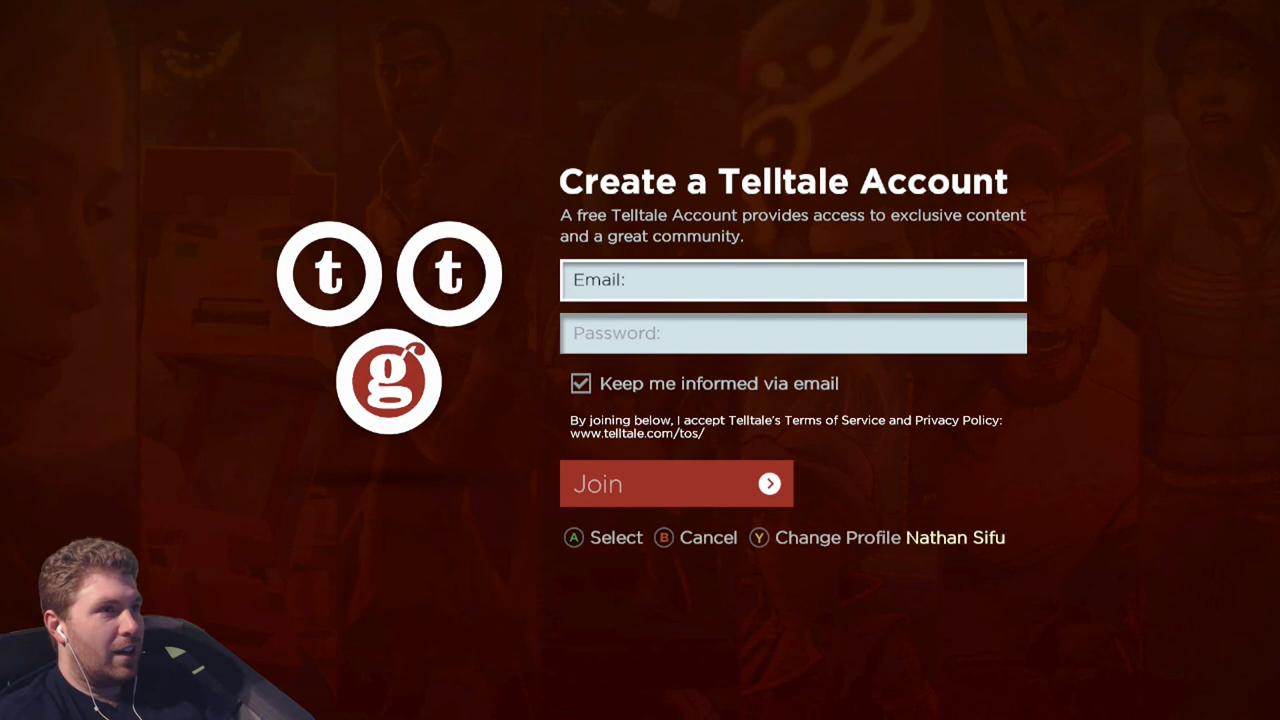 t t
g
Create a Telltale Account
A free Telltale Account provides access to exclusive content
and a great community.
Email:
Password:
Keep me informed via email
By joining below, I accept Telltale's Terms of Service and Privacy Policy:
www.telltale.com/tos/
Join
A Select B Cancel Y Change Profile Nathan Sifu